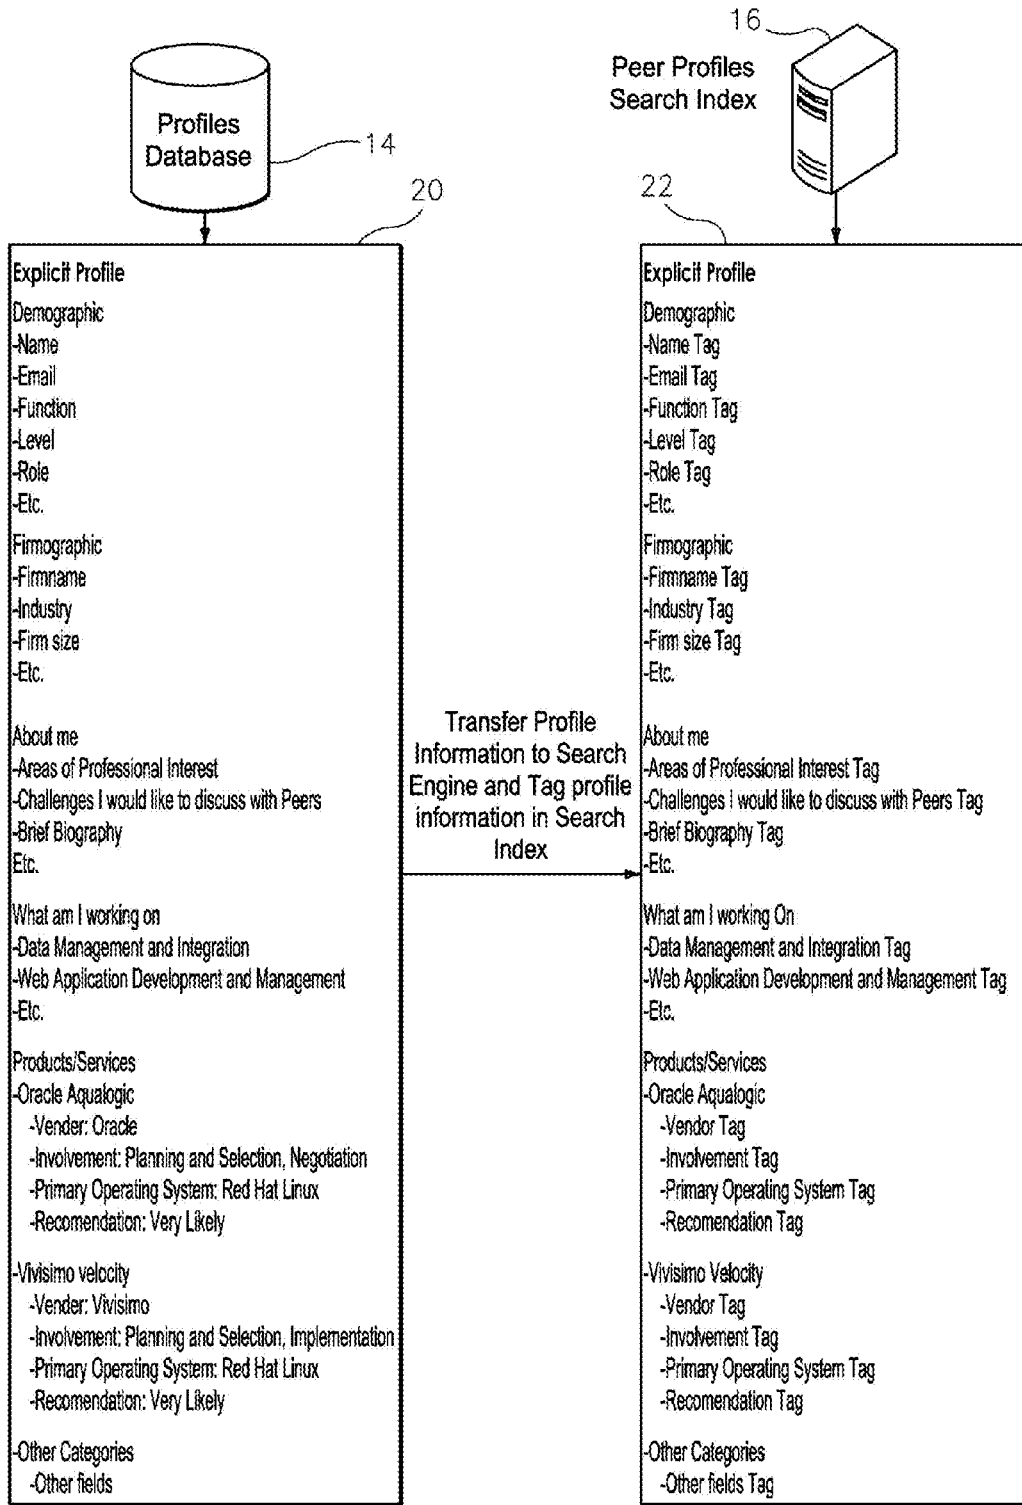 Profiles
Database
14
20
Explicit Profile
Demographic
-Name
-Email
-Function
-Level
-Role
-Etc.
Firmographic
-Firmname
-Industry
-Firm size
-Etc.
About me
-Areas of Professional Interest
-Challenges I would like to discuss with Peers
-Brief Biography
Etc.
What am I working on
-Data Management and Integration
-Web Application Development and Management
-Etc.
Products/Services
-Oracle Aqualogic
-Vender: Oracle
-Involvement: Planning and Selection, Negotiation
-Primary Operating System: Red Hat Linux
-Recomendation: Very Likely
-Vivisimo velocity
-Vender: Vivisimo
-Involvement: Planning and Selection, Implementation
-Primary Operating System: Red Hat Linux
-Recomendation: Very Likely
-Other Categories
-Other fields
Transfer Profile
Information to Search
Engine and Tag profile
information in Search
Index
16
Peer Profiles
Search Index
22
Explicit Profile
Demographic
-Name Tag
-Email Tag
-Function Tag
-Level Tag
-Role Tag
-Etc.
Firmographic
-Firmname Tag
-Industry Tag
-Firm size Tag
-Etc.
About me
-Areas of Professional Interest Tag
-Challenges I would like to discuss with Peers Tag
-Brief Biography Tag
-Etc.
What am I working On
-Data Management and Integration Tag
-Web Application Development and Management Tag
-Etc.
Products/Services
-Oracle Aqualogic
-Vendor Tag
-Involvement Tag
-Primary Operating System Tag
-Recomendation Tag
-Vivisimo Velocity
-Vendor Tag
-Involvement Tag
-Primary Operating System Tag
-Recomendation Tag
-Other Categories
-Other fields Tag